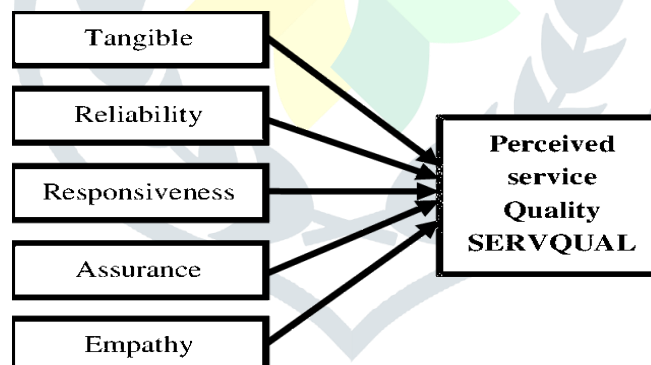 Tangible
Reliability
Responsiveness
Assurance
Empathy
Perceived
service
Quality
SERVQUAL